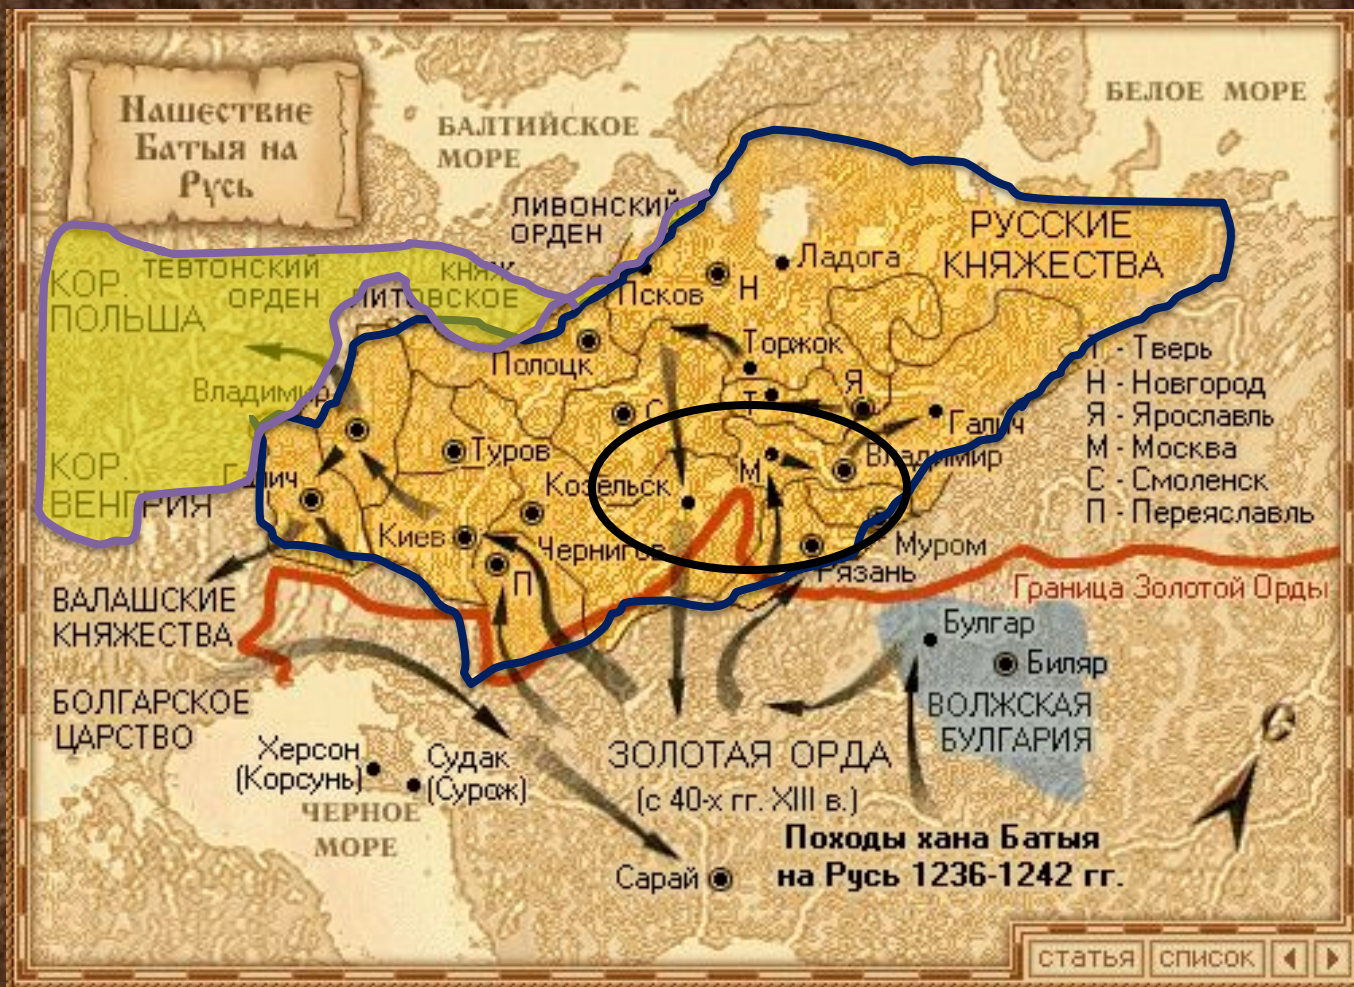 Нашествие
Батыя на
Русь
БЕЛОЕ МОРЕ
БАЛТИЙСКОЕ
МОРЕ
ЛИВОНСКИЙ
ОРДЕН
РУССКИЕ
КНЯЖЕСТВА
КОР.
ПОЛЬША
ТЕВТОНСКИЙ
ОРДЕН
КНЯЖ
ЛИТОВСКОЕ
Ладога
Псков
Н
Торжок
Полоцк
Т
Я
Т - Тверь
Н - Новгород
Я - Ярославль
М - Москва
С - Смоленск
П - Переяславль
Владимир
С
Галич
Туров
М
Владимир
КОР.
ВЕНГРИЯ
Галич
Козельск
Киев
Чернигов
Муром
П
Рязань
Граница Золотой Орды
ВАЛАШСКИЕ
КНЯЖЕСТВА
Булгар
Биляр
БОЛГАРСКОЕ
ЦАРСТВО
ВОЛЖСКАЯ
БУЛГАРИЯ
С
Херсон
(Корсунь)
Судак
(Сурож)
ЗОЛОТАЯ ОРДА
(с 40-х гг. XIII в.)
ЧЕРНОЕ
МОРЕ
Походы хана Батыя
на Русь 1236-1242 гг.
Сарай
статья
список